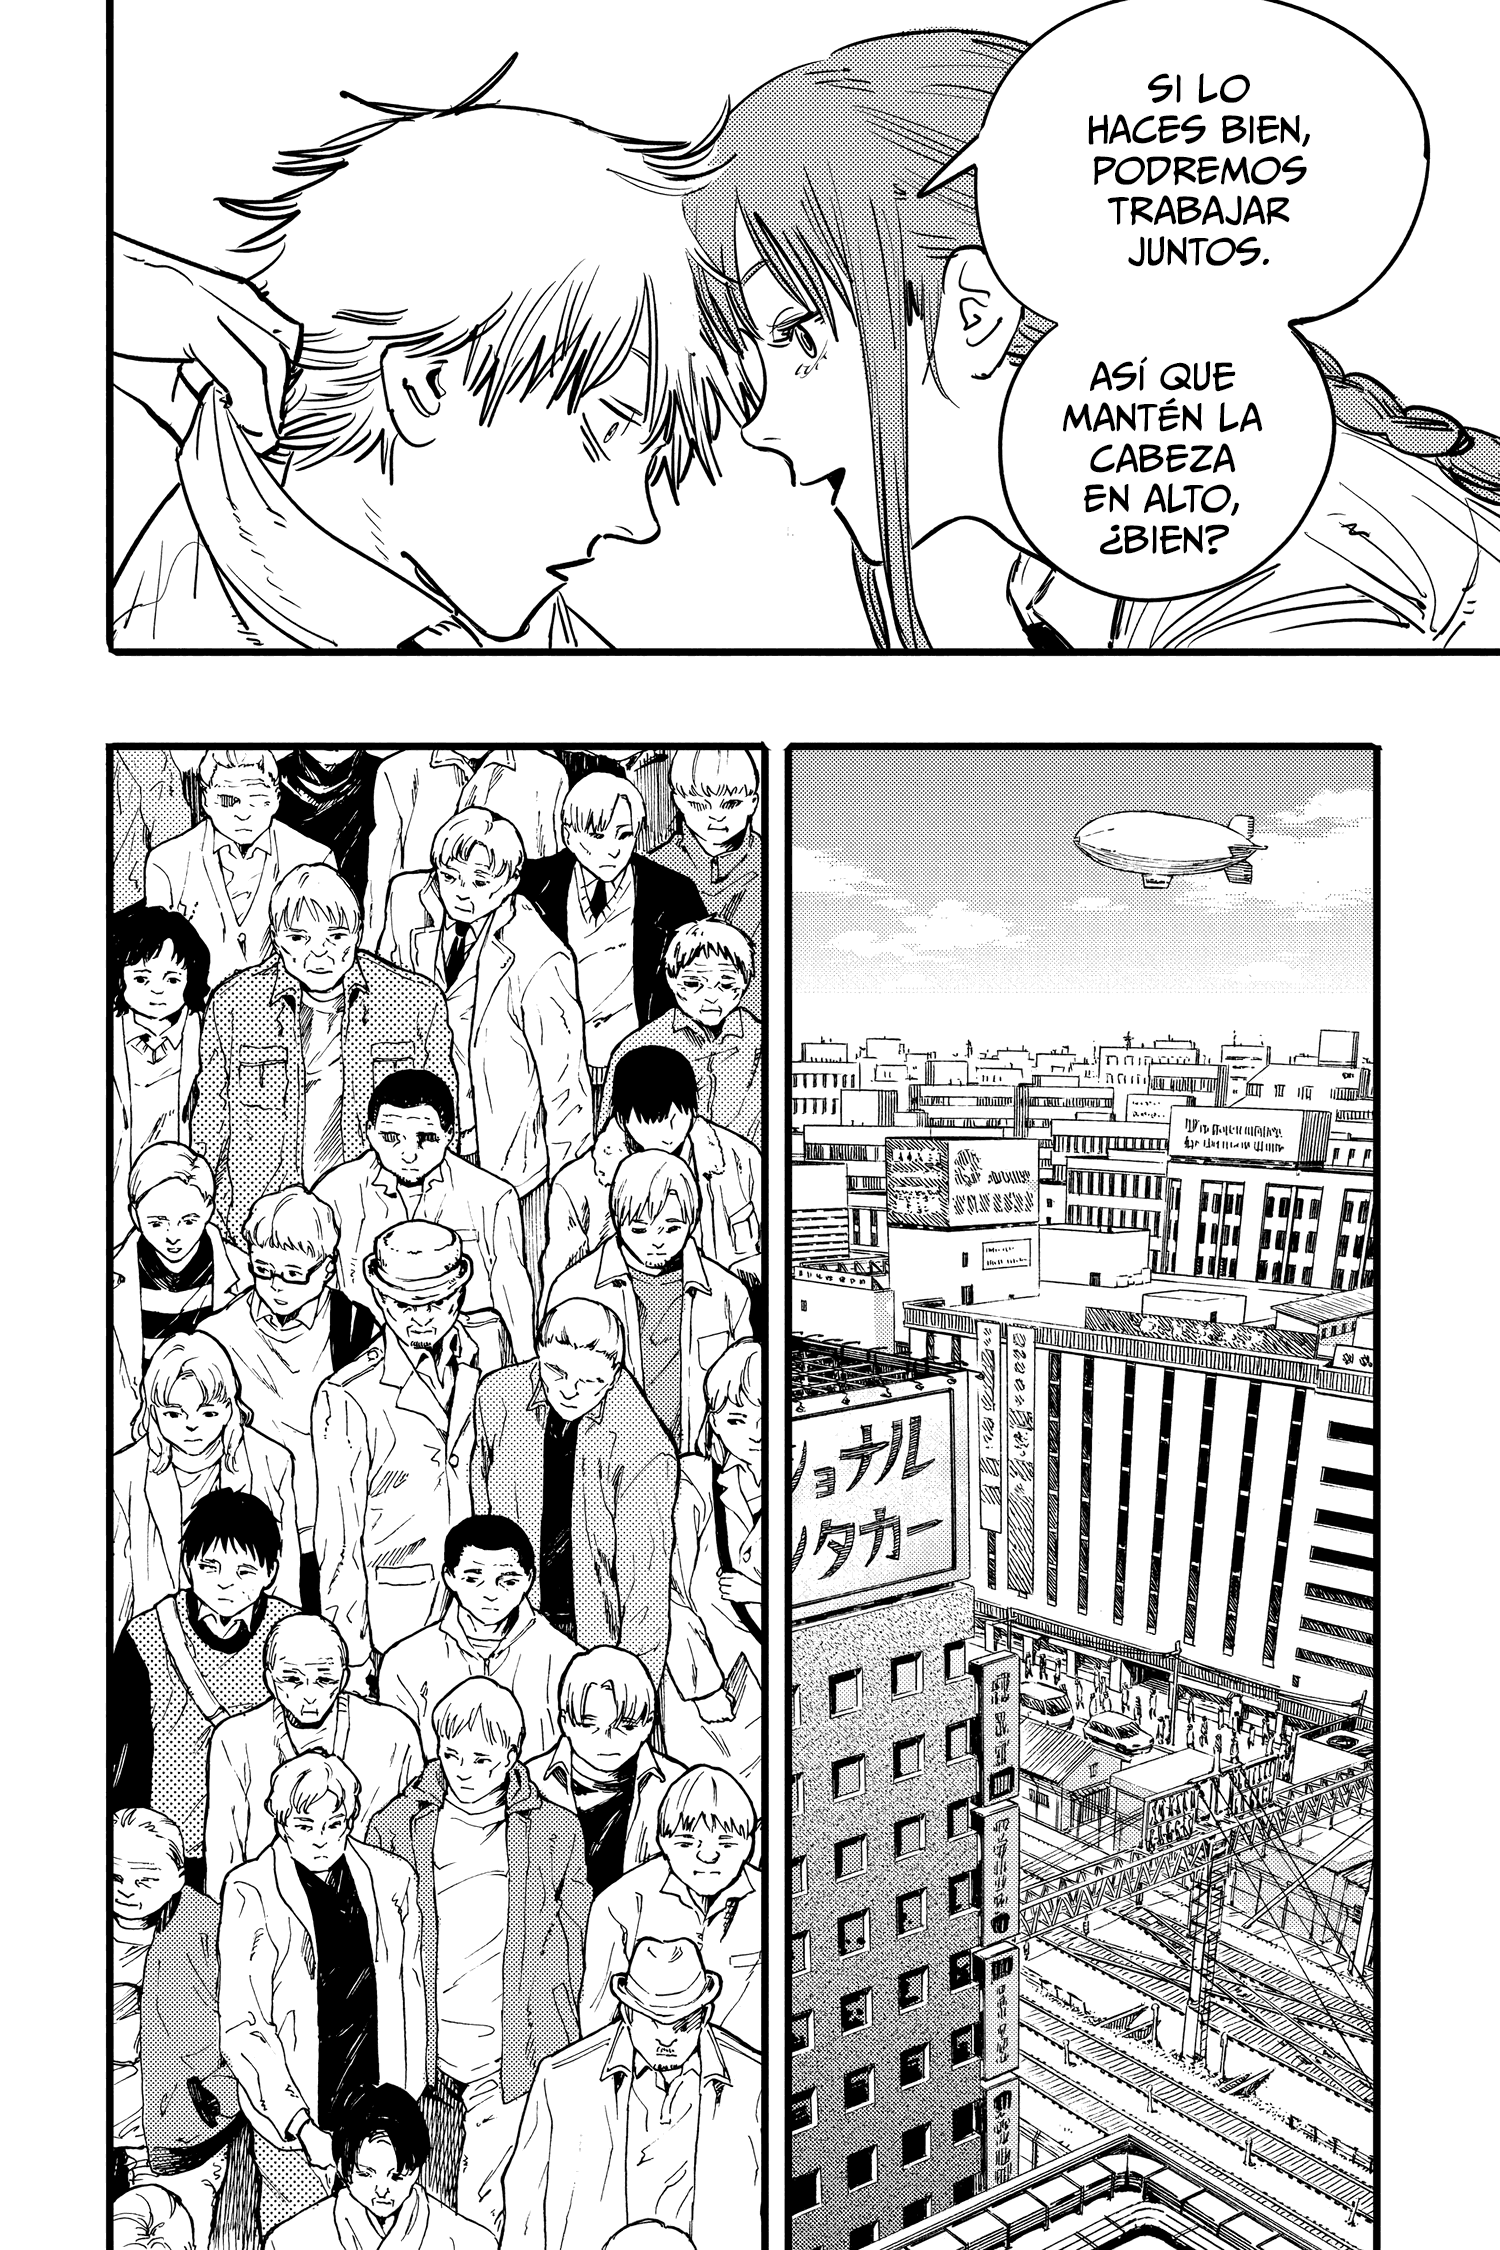 SI LO
HACES BIEN,
PODREMOS
TRABAJAR
JUNTOS.
ASÍ QUE
MANTÉN LA
CABEZA
EN ALTO,
¿BIEN?
ショナル
ンタカー